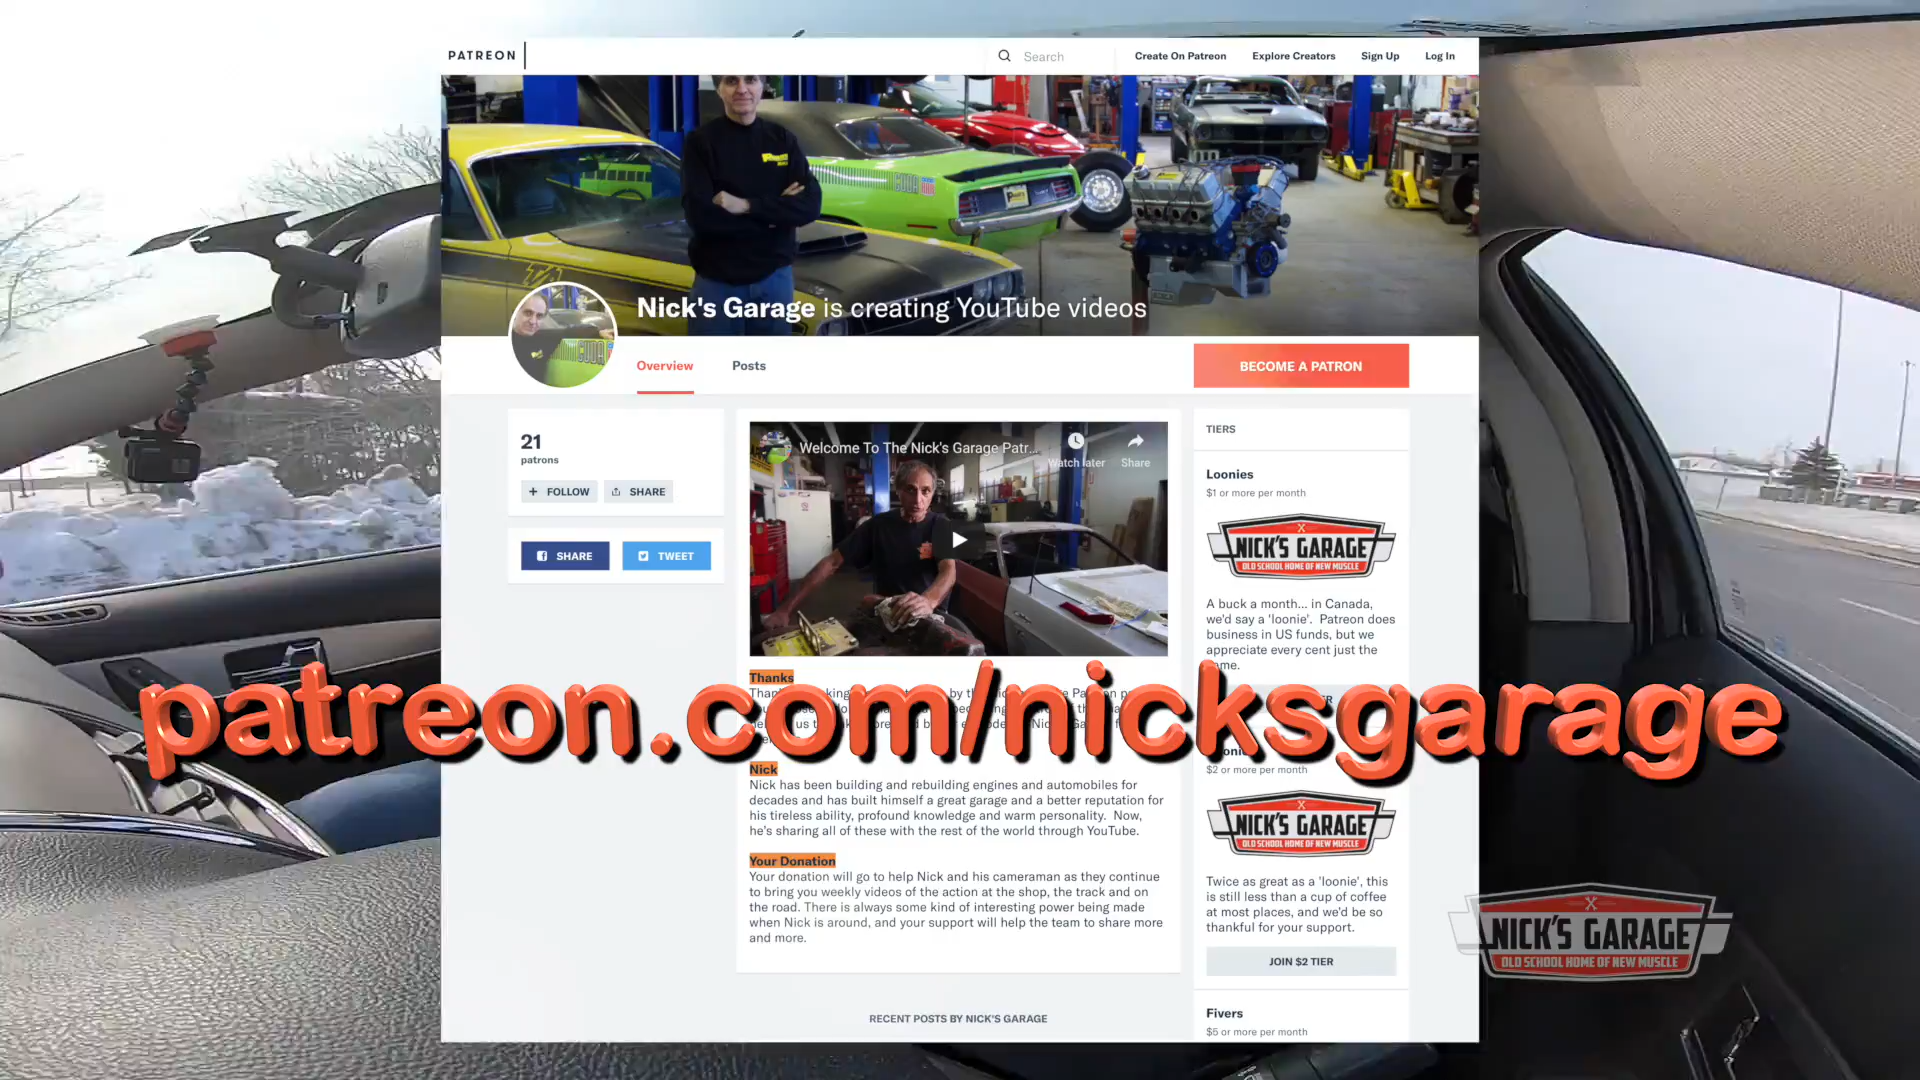 PATREON
Search
Create On Patreon
Explore Creators
Sign Up
Log In
CUDA
Nick's Garage is creating YouTube videos
CUDA
Overview
Posts
BECOME A PATRON
21
patrons
+ FOLLOW
SHARE
SHARE
TWEET
Welcome To The Nick's Garage Patr...
Watch later
Share
Thanks
patreon.com/nicksgarage
Nick
Nick has been building and rebuilding engines and automobiles for
decades and has built himself a great garage and a better reputation for
his tireless ability, profound knowledge and warm personality. Now,
he's sharing all of these with the rest of the world through YouTube.
Your Donation
Your donation will go to help Nick and his cameraman as they continue
to bring you weekly videos of the action at the shop, the track and on
the road. There is always some kind of interesting power being made
when Nick is around, and your support will help the team to share more
and more.
RECENT POSTS BY NICK'S GARAGE
TIERS
Loonies
$1 or more per month
NICK'S GARAGE
OLD SCHOOL HOME OF NEW MUSCLE
A buck a month... in Canada,
we'd say a 'loonie'. Patreon does
business in US funds, but we
appreciate every cent just the
$2 or more per month
NICK'S GARAGE
OLD SCHOOL HOME OF NEW MUSCLE
Twice as great as a 'loonie', this
is still less than a cup of coffee
at most places, and we'd be so
thankful for your support.
JOIN $2 TIER
Fivers
$5 or more per month
NICK'S GARAGE
OLD SCHOOL HOME OF NEW MUSCLE